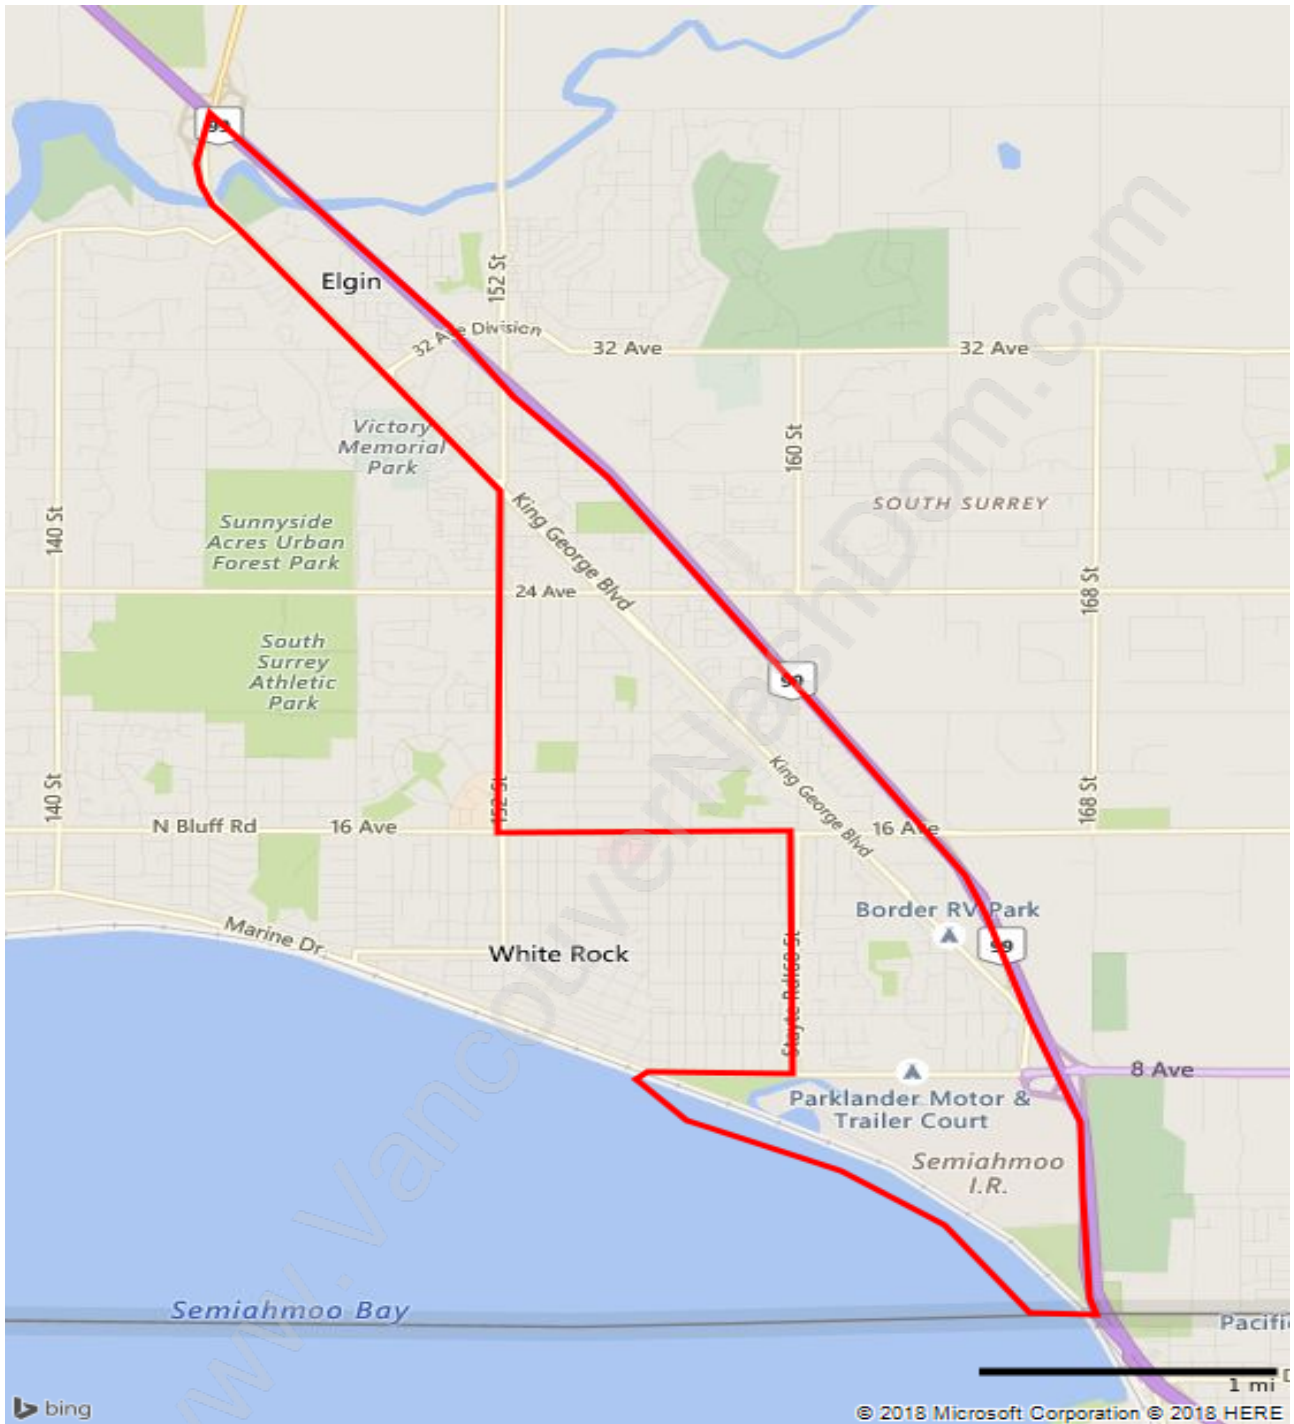 99
Elgin
152 St
32 Ave Division
32 Ave
32 Ave
Victory
Memorial
Park
160 St
SOUTH SURREY
King George Blvd
140 St
Sunnyside
Acres Urban
Forest Park
24 Ave
168 St
South
Surrey
Athletic
Park
99
King George Blvd
140 St
152 St
168 St
N Bluff Rd
16 Ave
16 Ave
Border RV Park
Marine Dr.
White Rock
99
Stayte Rd160 St
8 Ave
Parklander Motor &
Trailer Court
Semiahmoo
I.R.
Semiahmoo Bay
Pacific
1 mi
D
bing
© 2018 Microsoft Corporation © 2018 HERE
www.VancouverNashDom.com